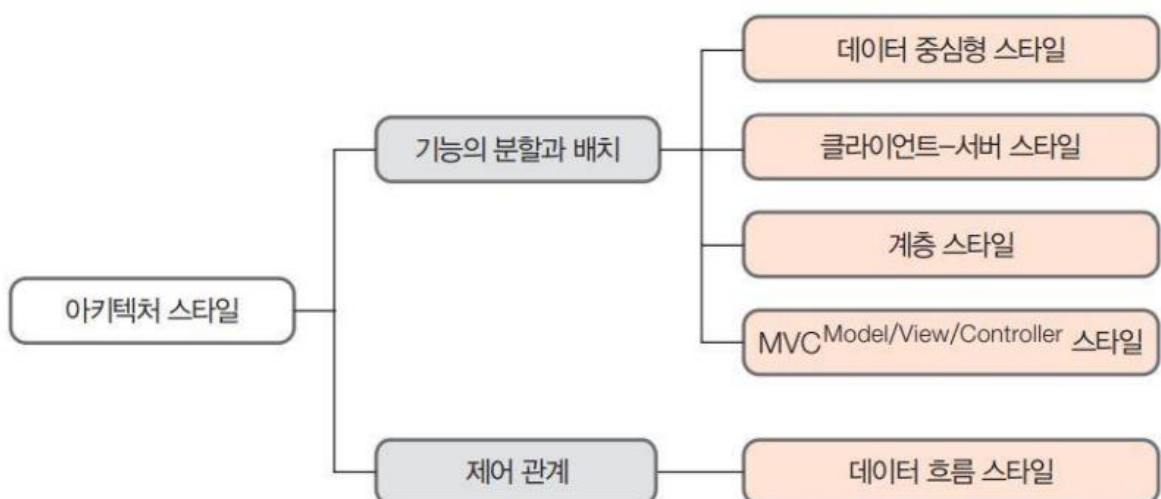 데이터 중심형 스타일
기능의 분할과 배치
클라이언트-서버 스타일
계층 스타일
아키텍처 스타일
MVC Model/View/Controller 스타일
제어 관계
데이터 흐름 스타일